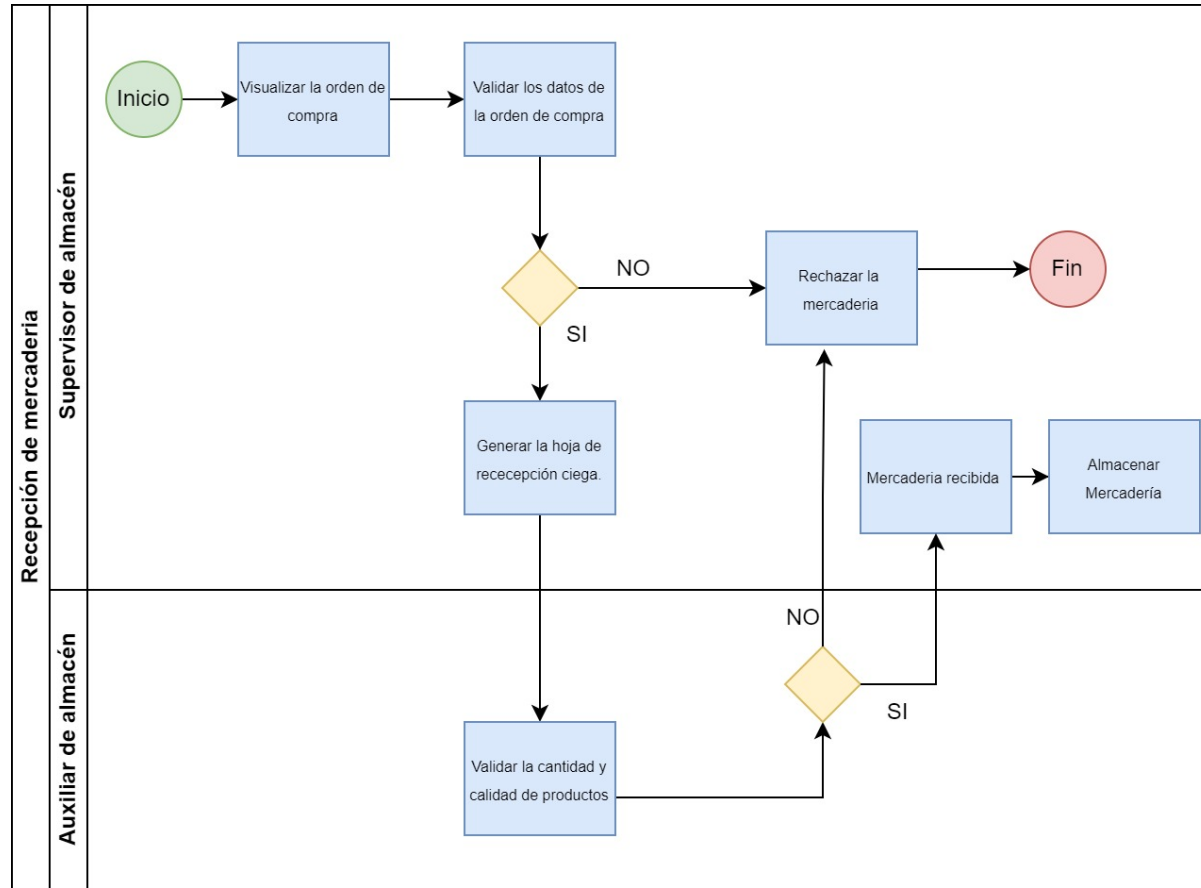 Recepción de mercaderia
Supervisor de almacén
Inicio
Visualizar la orden de
compra
Validar los datos de
la orden de compra
NO
SI
Rechazar la
mercaderia
Fin
Generar la hoja de
rececepción ciega.
Mercaderia recibida
Almacenar
Mercadería
Auxiliar de almacén
NO
SI
Validar la cantidad y
calidad de productos